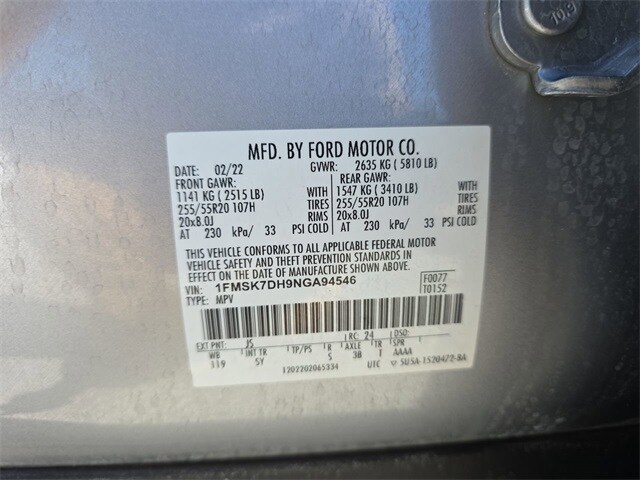 10.9
MFD. BY FORD MOTOR CO.
DATE: 02/22 GVWR: 2635 KG ( 5810 LB)
FRONT GAWR: REAR GAWR:
1141 KG ( 2515 LB) WITH 1547 KG ( 3410 LB) WITH
255/55R20 107H TIRES 255/55R20 107H TIRES
20x8.0J RIMS 20x8.0J RIMS
AT 230 kPa/ 33 PSI COLD AT 230 kPa/ 33 PSI COLD
THIS VEHICLE CONFORMS TO ALL APPLICABLE FEDERAL MOTOR
VEHICLE SAFETY AND THEFT PREVENTION STANDARDS IN
EFFECT ON THE DATE OF MANUFACTURE SHOWN ABOVE.
VIN: 1FMSK7DH9NGA94546 F0077
TYPE: MPV T0152
EXT PNT: JS RC: 24 DSO:
WB INT TR TP/PS R AXLE TR SPR
119 5Y S 38 T AAAA
1202202065334 UTC 5USA-1520472-BA